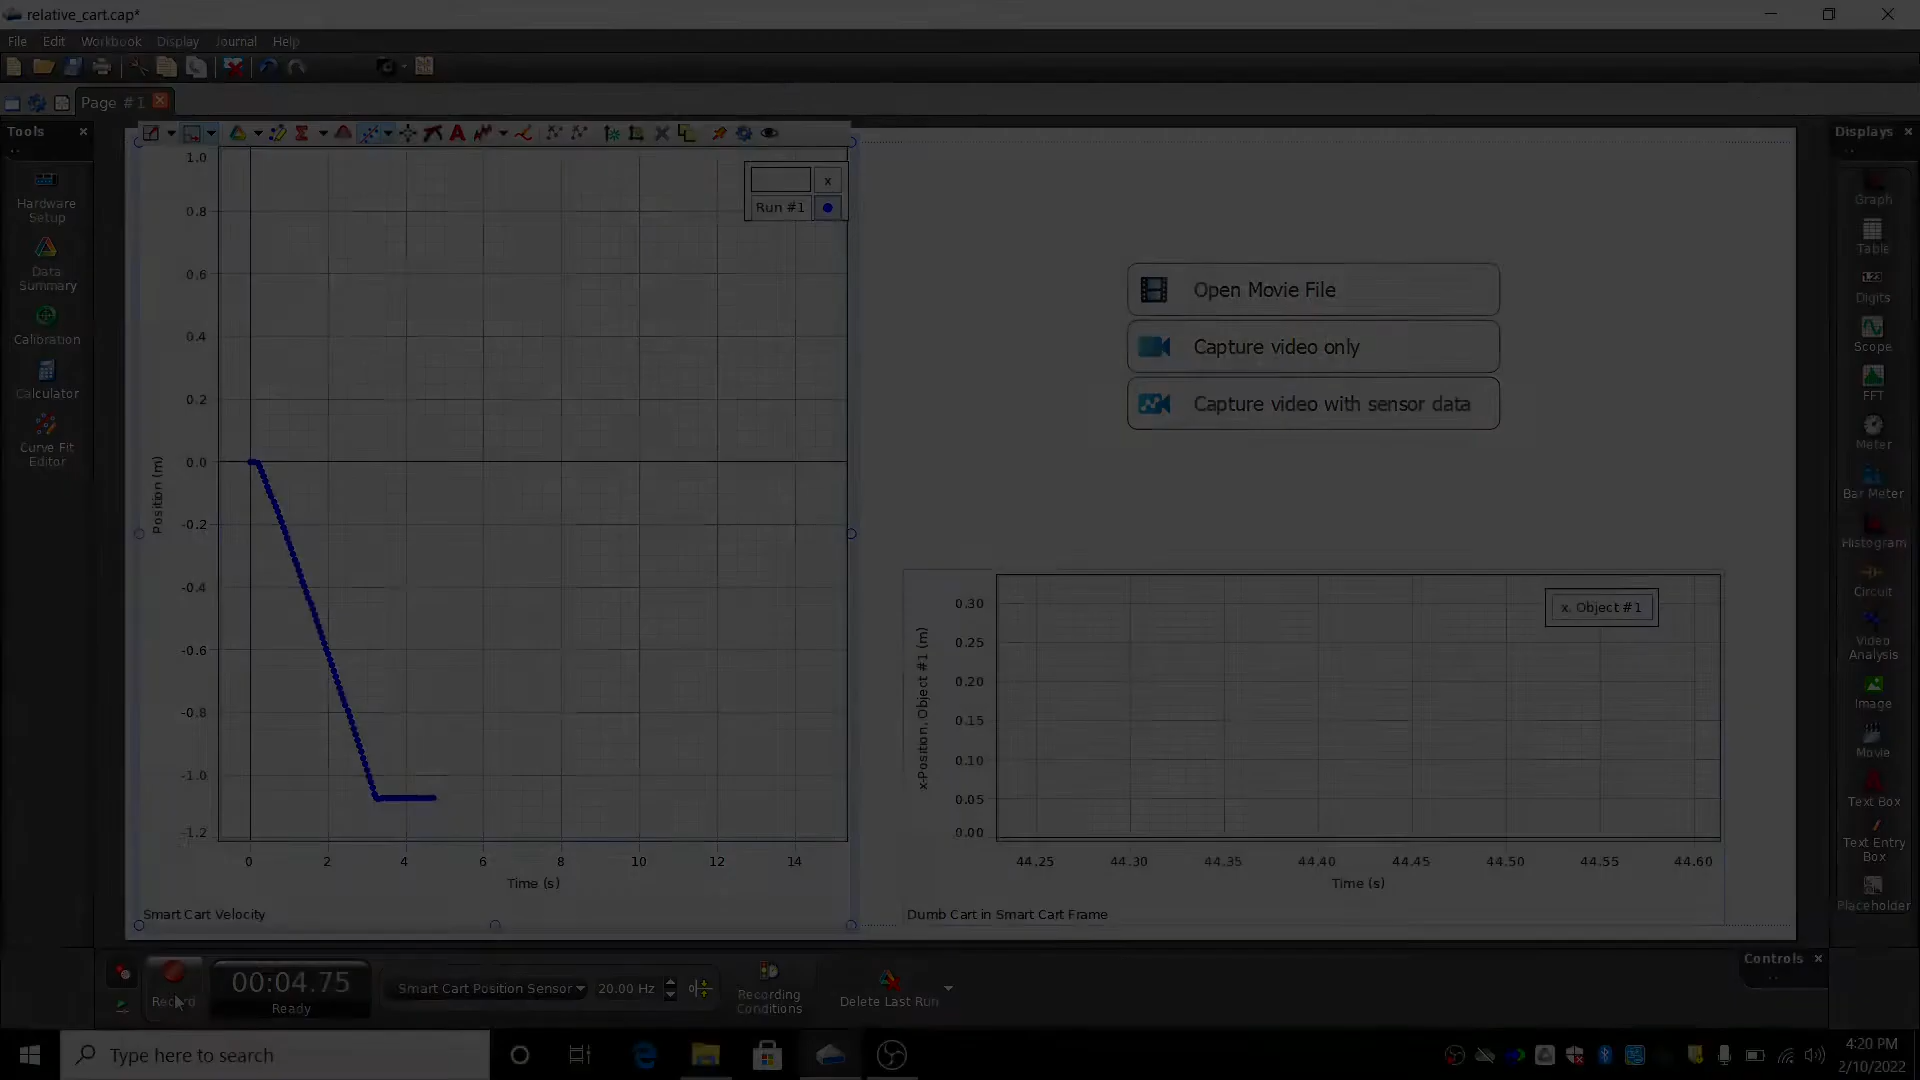 relative_cart.cap*
File Edit Workbook Display Journal Help
Page #1
Tools
Hardware
Setup
Data
Summary
Calibration
Calculator
Curve Fit
Editor
1.0
0.8
0.6
0.4
0.2
0.0
-0.2
-0.4
-0.6
-0.8
-1.0
-1.2
Position (m)
x
Run #1
0 2 4 6 8 10 12 14
Time (s)
Smart Cart Velocity
Open Movie File
Capture video only
Capture video with sensor data
0.30
0.25
0.20
0.15
0.10
0.05
0.00
x-Position, Object #1 (m)
x, Object #1
44.25 44.30 44.35 44.40 44.45 44.50 44.55 44.60
Time (s)
Dumb Cart in Smart Cart Frame
Displays
Graph
Table
1.23
Digits
Scope
FFT
Meter
Bar Meter
Histogram
Circuit
Video
Analysis
Image
Movie
Text Box
Text Entry
Box
Placeholder
Record
00:04.75
Ready
Smart Cart Position Sensor
20.00 Hz
Recording
Conditions
Delete Last Run
Controls
Type here to search
4:20 PM
2/10/2022